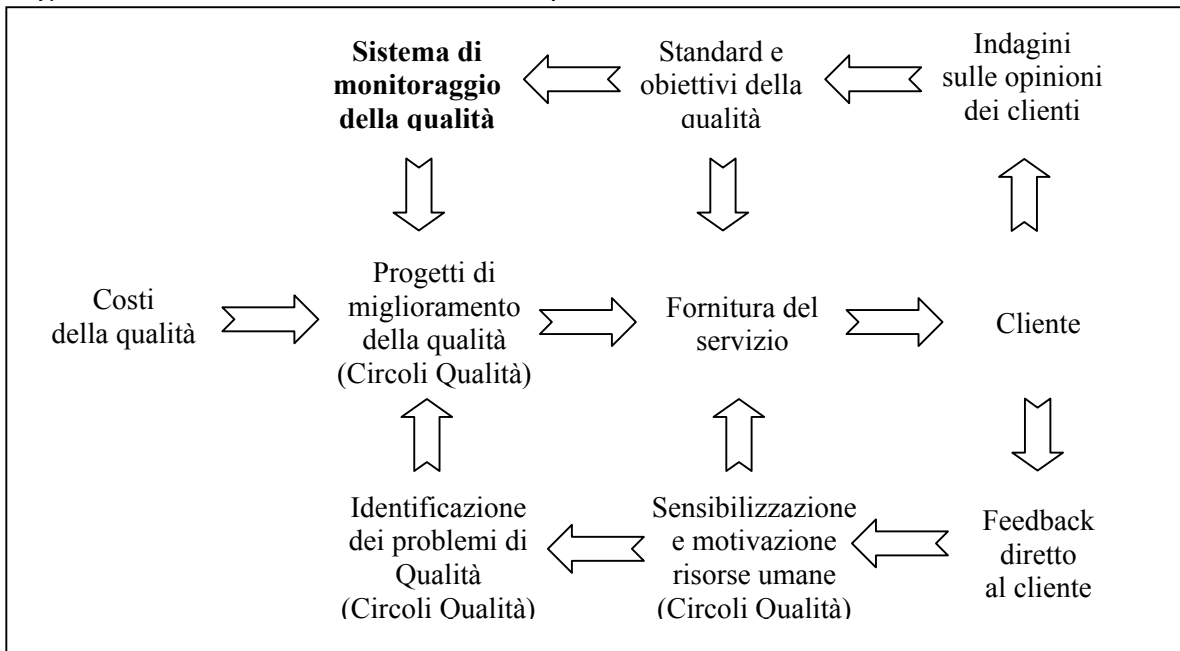 Sistema di
monitoraggio
della qualità
Standard e
obiettivi della
qualità
Indagini
sulle opinioni
dei clienti
Costi
della qualità
Progetti di
miglioramento
della qualità
(Circoli Qualità)
Fornitura del
servizio
Cliente
Identificazione
dei problemi di
Qualità
(Circoli Qualità)
Sensibilizzazione
e motivazione
risorse umane
(Circoli Qualità)
Feedback
diretto
al cliente